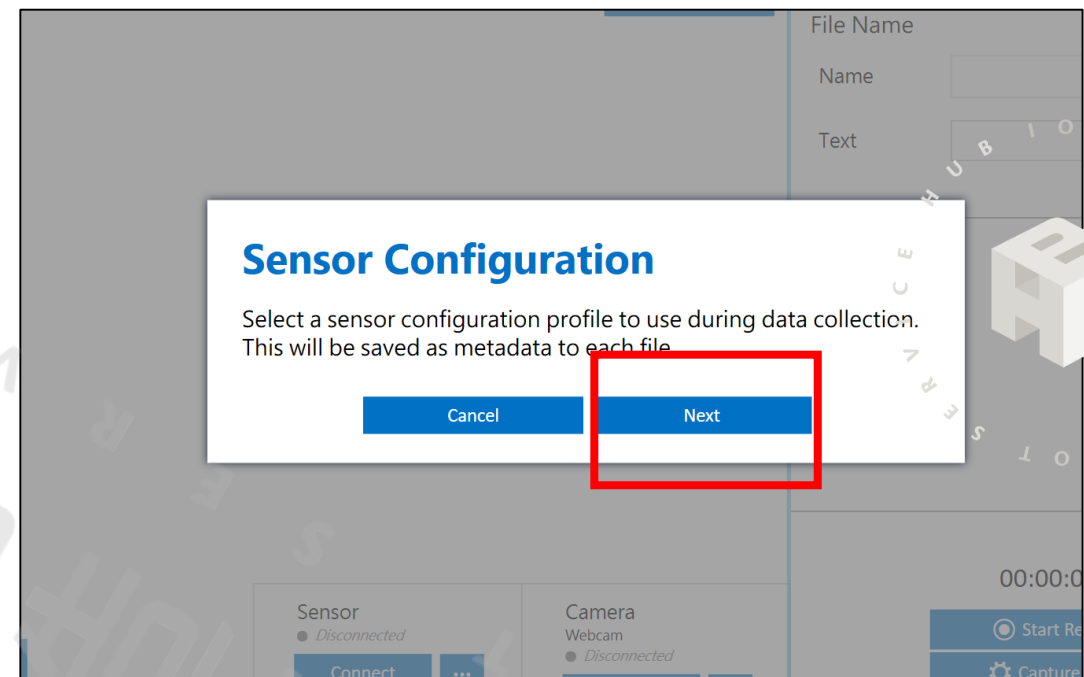 File Name
Name
Text
Sensor Configuration
Select a sensor configuration profile to use during data collection.
This will be saved as metadata to each file
Cancel
Next
00:00:0
Sensor
Disconnected
Connect
...
Camera
Webcam
Disconnected
Start Re
Capture